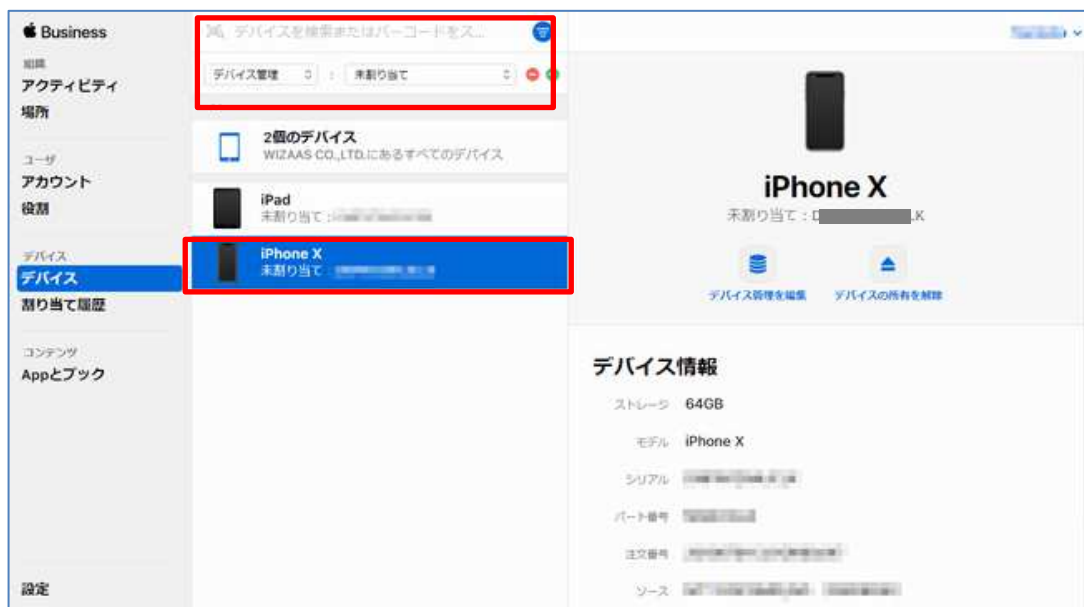 Business
組織
アクティビティ
場所
ユーザ
アカウント
役割
デバイス
デバイス
割り当て履歴
コンテンツ
Appとブック
設定
デバイスを検索またはバーコードをス...
デバイス管理 : 未割り当て
2個のデバイス
WIZAAS CO.,LTD.にあるすべてのデバイス
iPad
未割り当て :
iPhone X
未割り当て :
iPhone X
未割り当て : D .K
デバイス管理を編集 デバイスの所有を解除
デバイス情報
ストレージ 64GB
モデル iPhone X
シリアル
パート番号
注文番号
ソース